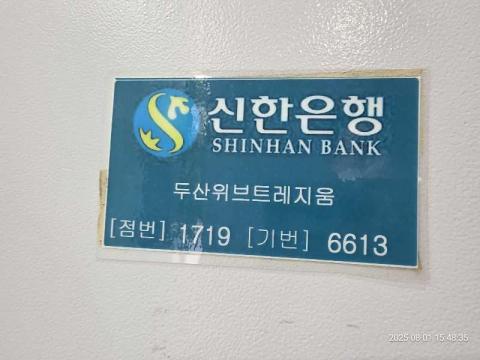 신한은행
SHINHAN BANK
두산위브트레지움
[점번] 1719 [기번] 6613
2025·08·01 15:48:35